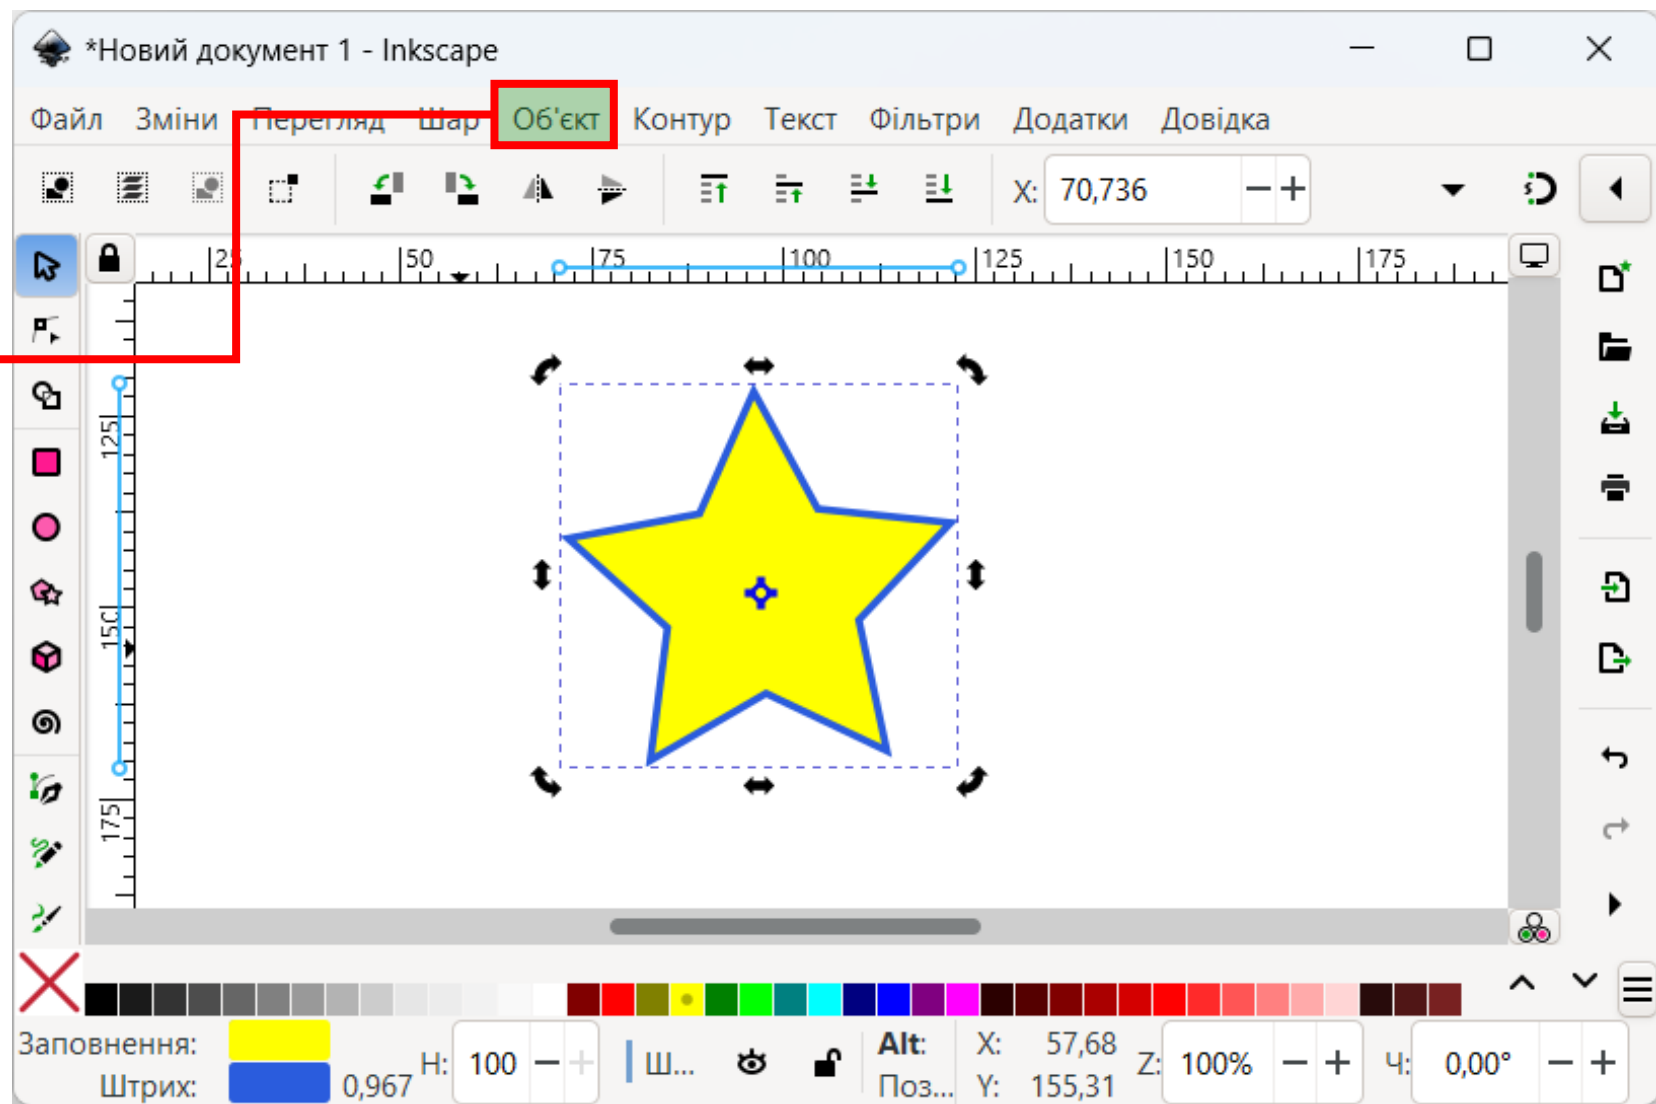 *Новий документ 1 - Inkscape
Файл Зміни Перегляд Шар Об'єкт Контур Текст Фільтри Додатки Довідка
X: 70,736
25 50 75 100 125 150 175
125
150
175
Заповнення:
Штрих: 0,967
Н: 100
Ш...
Alt:
Поз...
X: 57,68
Y: 155,31
Z: 100%
Ч: 0,00°